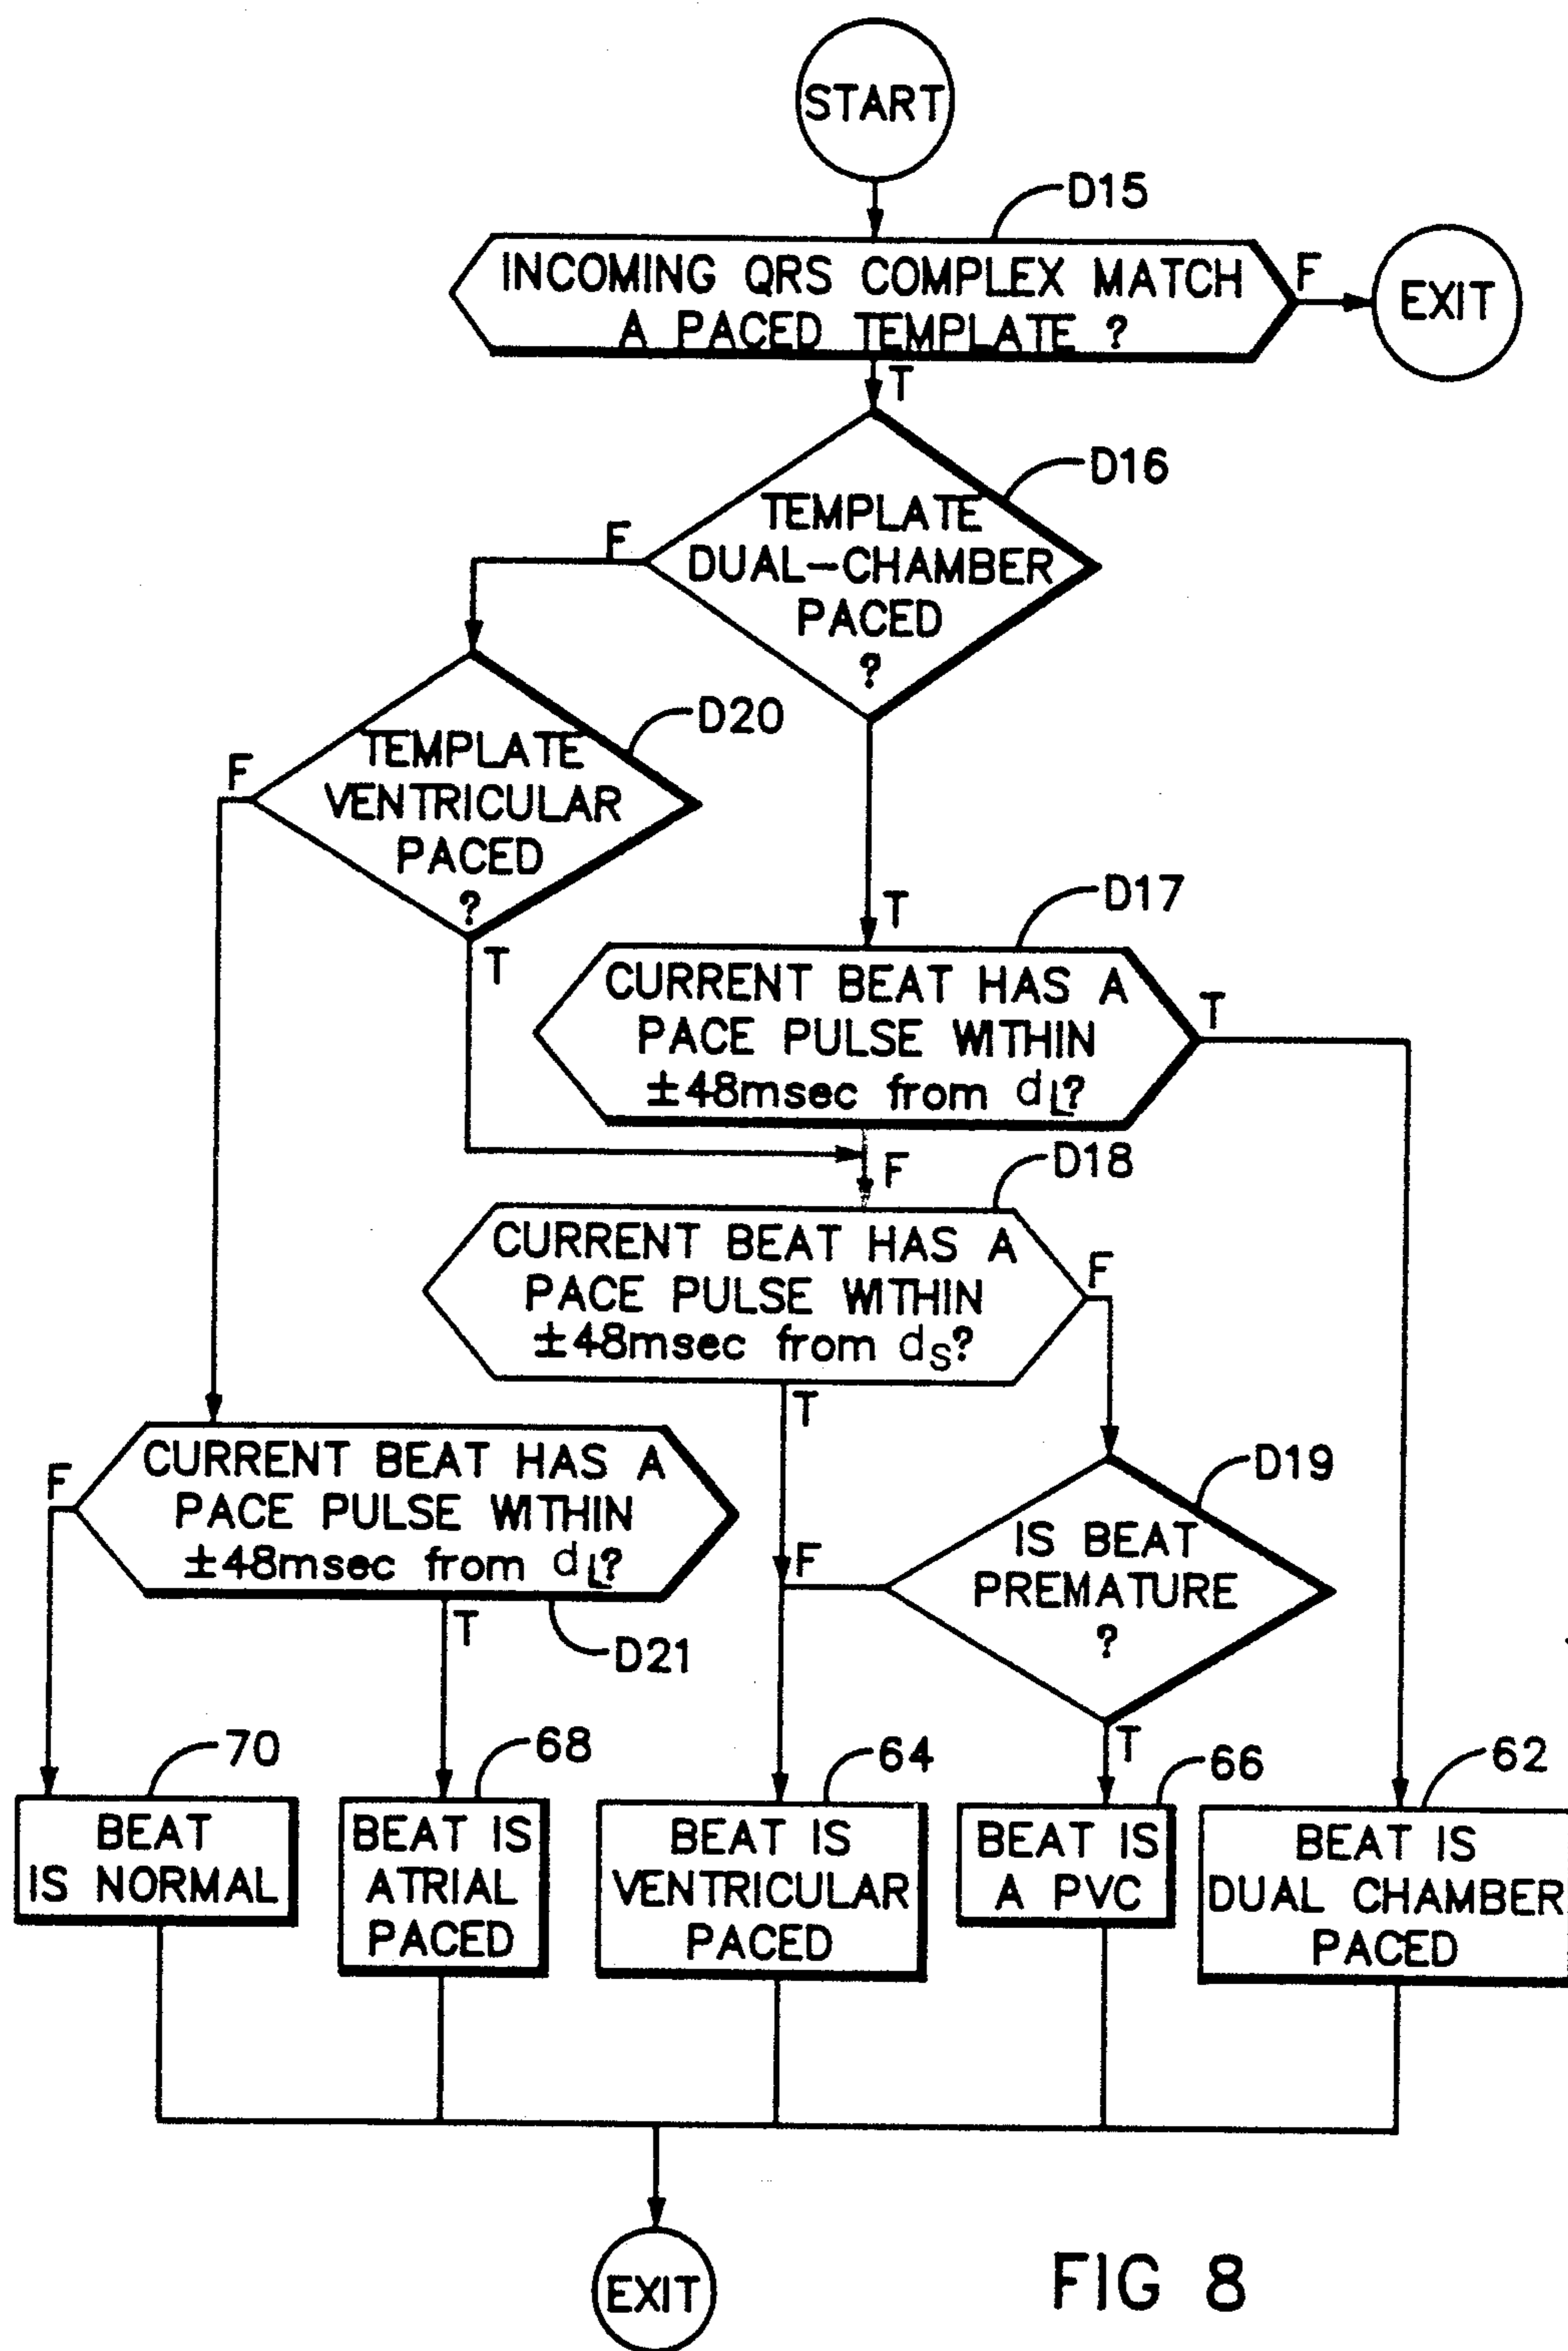 START
D15
INCOMING QRS COMPLEX MATCH
A PACED TEMPLATE ?
F
EXIT
T
D16
TEMPLATE
DUAL-CHAMBER
PACED
?
F
D20
TEMPLATE
VENTRICULAR
PACED
?
F
T
T
D17
CURRENT BEAT HAS A
PACE PULSE WITHIN
±48msec from dL?
T
F
D18
CURRENT BEAT HAS A
PACE PULSE WITHIN
±48msec from dS?
F
T
CURRENT BEAT HAS A
PACE PULSE WITHIN
±48msec from dL?
F
T
D21
D19
IS BEAT
PREMATURE
?
F
T
70
BEAT
IS NORMAL
68
BEAT IS
ATRIAL
PACED
64
BEAT IS
VENTRICULAR
PACED
66
BEAT IS
A PVC
62
BEAT IS
DUAL CHAMBER
PACED
EXIT
FIG 8